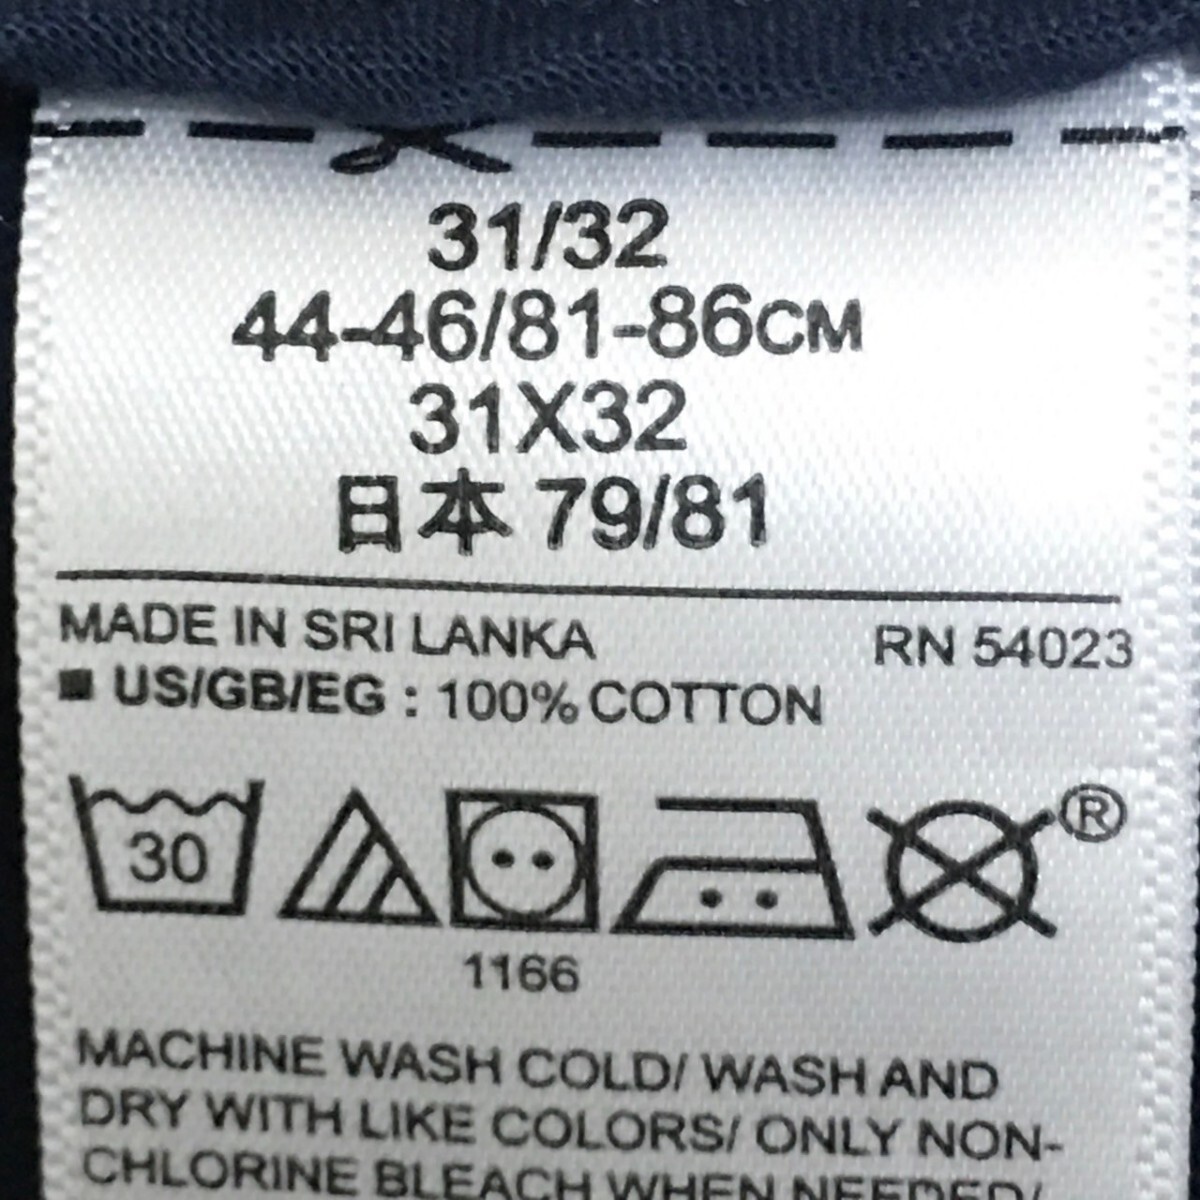 31/32
44-46/81-86CM
31X32
日本 79/81
MADE IN SRI LANKA RN 54023
US/GB/EG : 100% COTTON
30 ®
1166
MACHINE WASH COLD/ WASH AND
DRY WITH LIKE COLORS/ ONLY NON-
CHLORINE BLEACH WHEN NEEDED/